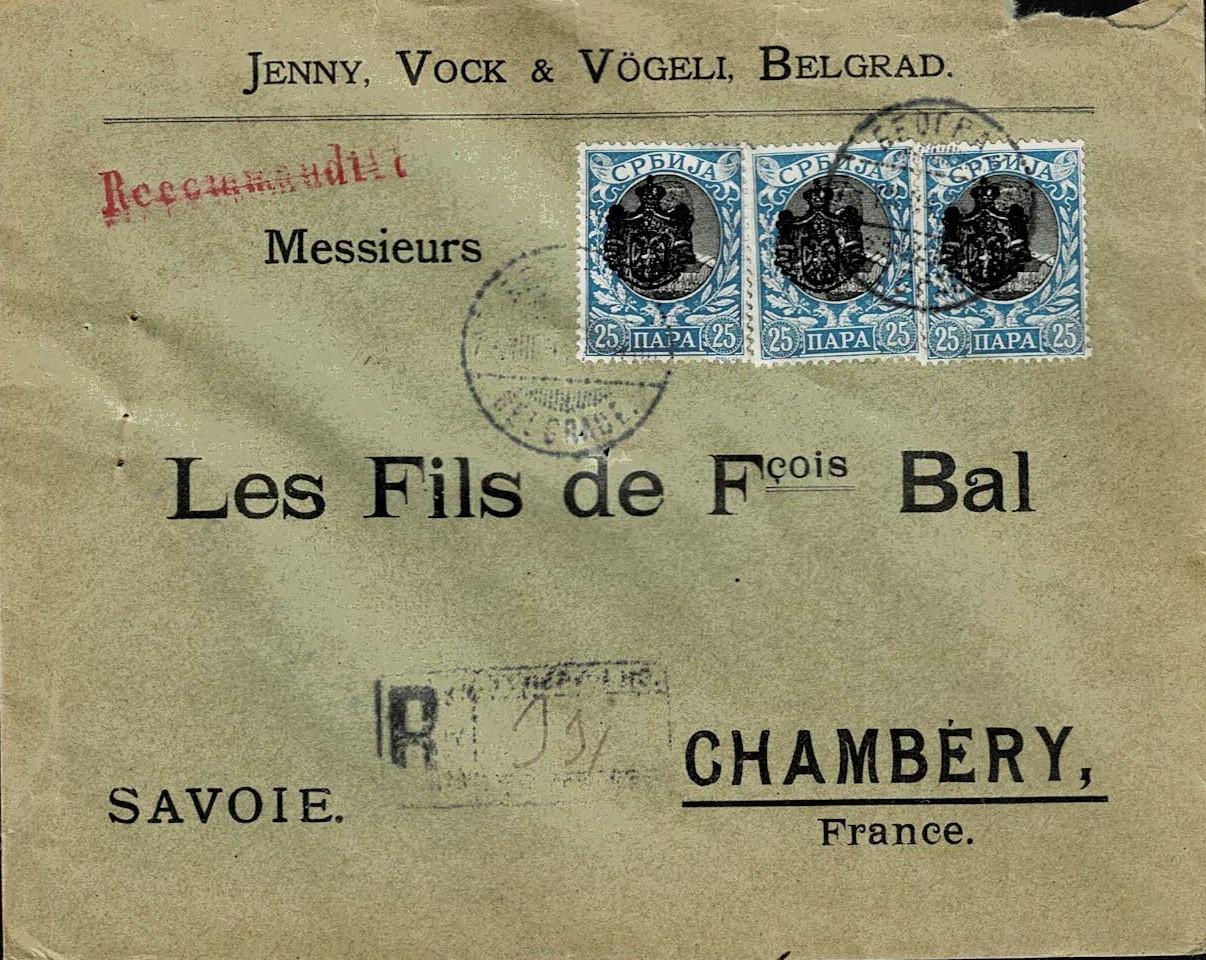 JENNY, VOCK & VÖGELI, BELGRAD.
Recommandirt
Messieurs
СРБИЈА
25 ПАРА 25
СРБИЈА
25 ПАРА 25
СРБИЈА
25 ПАРА 25
BELGRADE.
Les Fils de Fçois Bal
R
CHAMBÉRY,
SAVOIE.
France.